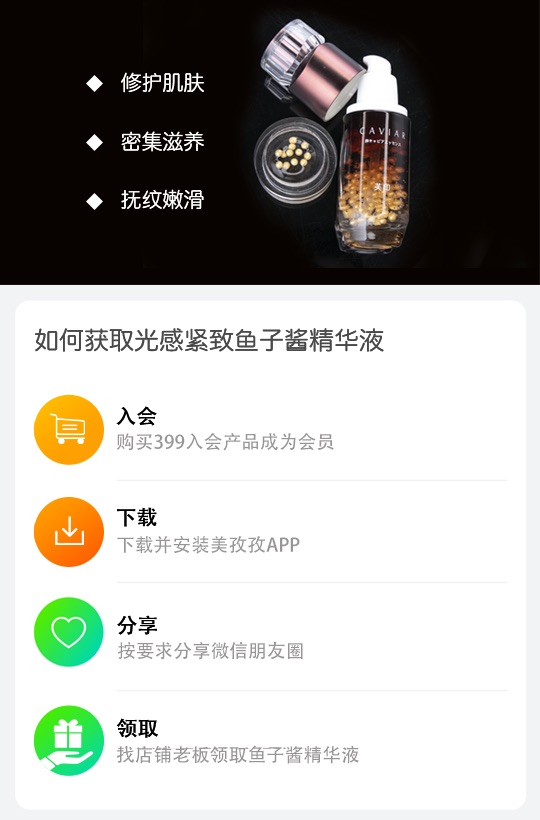 修护肌肤
密集滋养
抚纹嫩滑
CAVIAR
如何获取光感紧致鱼子酱精华液
入会
购买399入会产品成为会员
下载
下载并安装美孜孜APP
分享
按要求分享微信朋友圈
领取
找店铺老板领取鱼子酱精华液